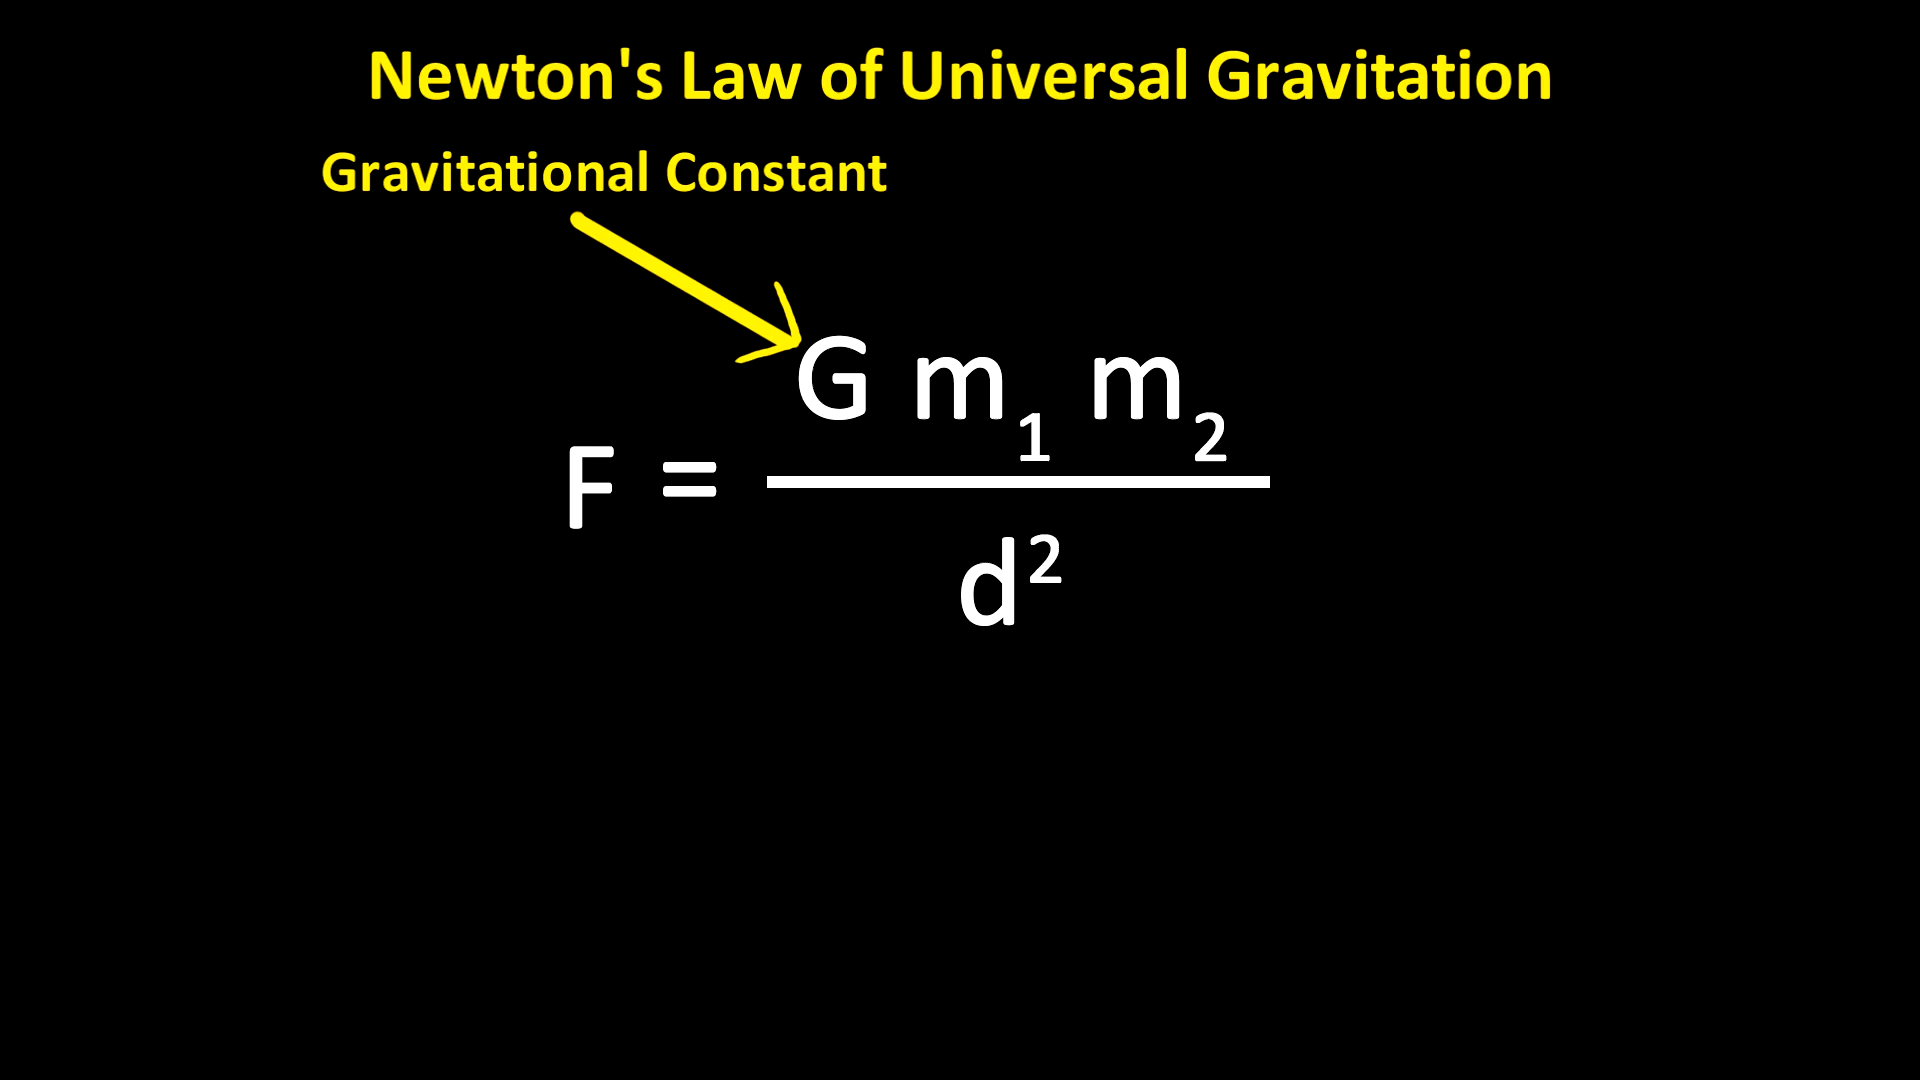 Newton's Law of Universal Gravitation
Gravitational Constant
G m₁ m₂
F =
d²